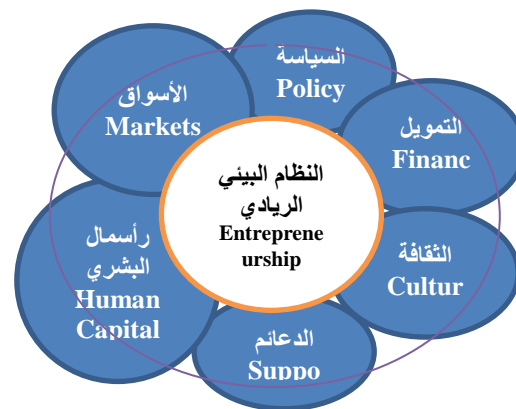 السياسة
Policy
التمويل
Financ
الثقافة
Cultur
الدعائم
Suppo
رأسمال
البشري
Human
Capital
الأسواق
Markets
النظام البيئي
الريادي
Entreprene
urship